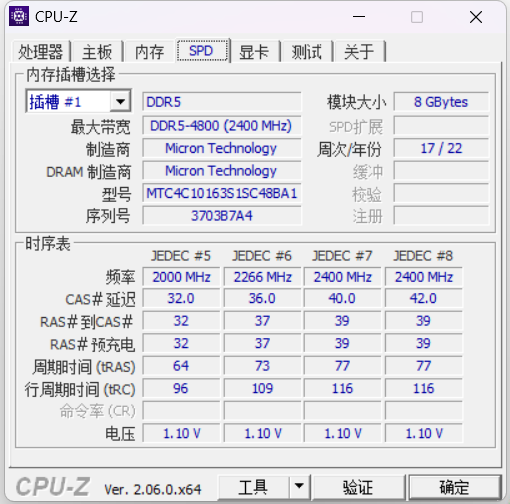 CPU-Z
处理器 主板 内存 SPD 显卡 测试 关于
内存插槽选择
插槽 #1 DDR5 模块大小 8 GBytes
最大带宽 DDR5-4800 (2400 MHz) SPD扩展
制造商 Micron Technology 周次/年份 17 / 22
DRAM 制造商 Micron Technology 缓冲
型号 MTC4C10163S1SC48BA1 校验
序列号 3703B7A4 注册
时序表
JEDEC #5 JEDEC #6 JEDEC #7 JEDEC #8
频率 2000 MHz 2266 MHz 2400 MHz 2400 MHz
CAS# 延迟 32.0 36.0 40.0 42.0
RAS# 到CAS# 32 37 39 39
RAS# 预充电 32 37 39 39
周期时间 (tRAS) 64 73 77 77
行周期时间 (tRC) 96 109 116 116
命令率 (CR)
电压 1.10 V 1.10 V 1.10 V 1.10 V
CPU-Z Ver. 2.06.0.x64 工具 验证 确定